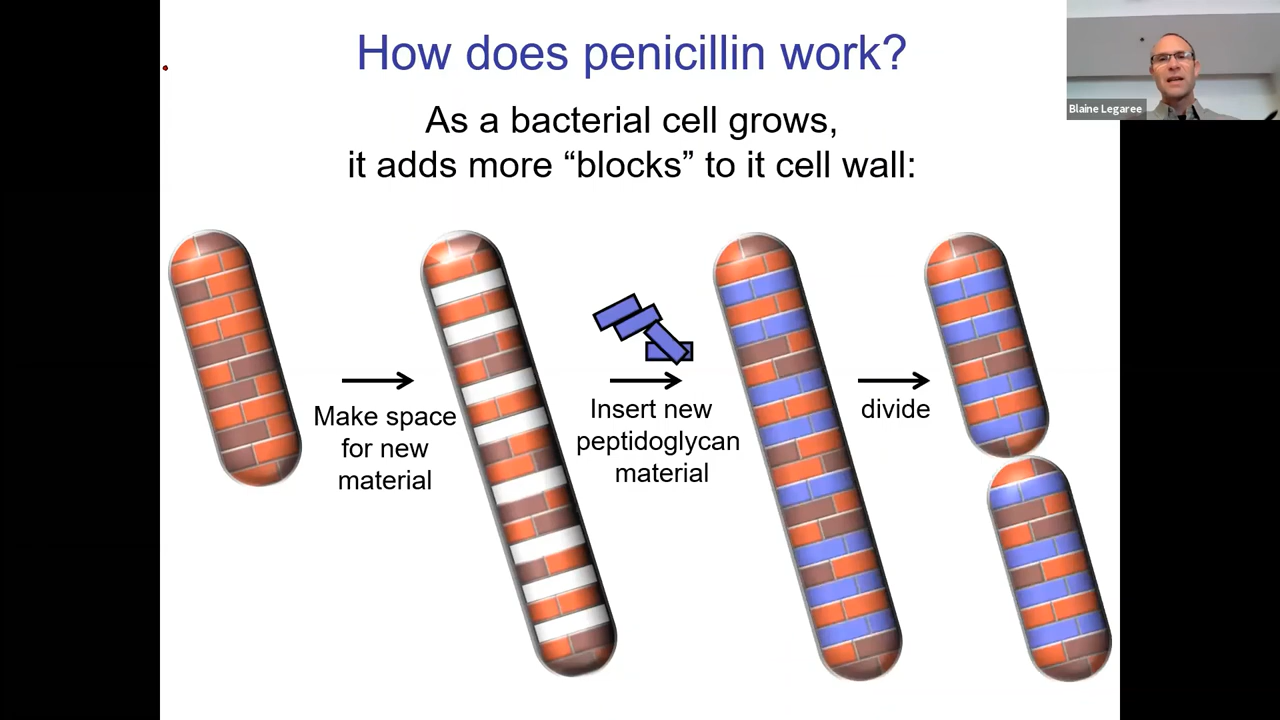 How does penicillin work?
As a bacterial cell grows,
it adds more “blocks” to it cell wall:
Blaine Legaree
Make space
for new
material
Insert new
peptidoglycan
material
divide